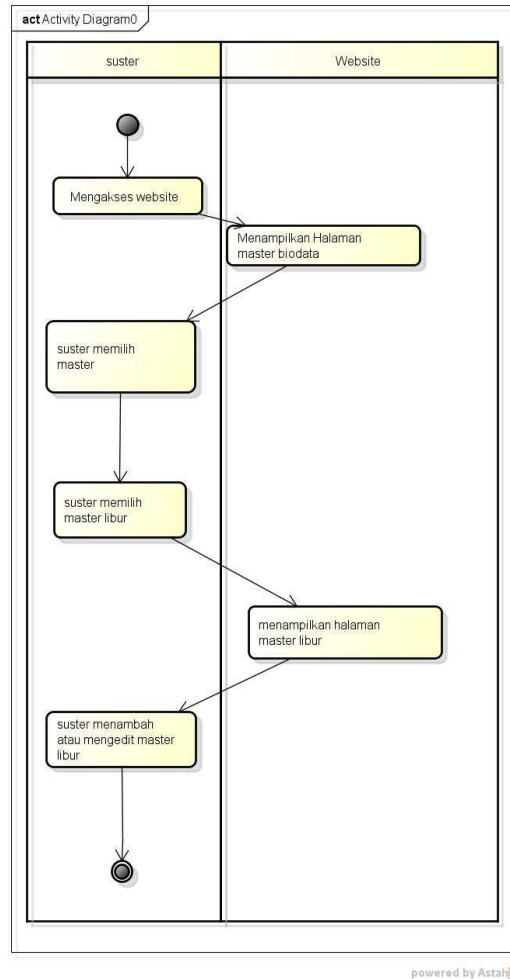 act Activity Diagram0
suster
Website
Mengakses website
Menampilkan Halaman
master biodata
suster memilih
master
suster memilih
master libur
menampilkan halaman
master libur
suster menambah
atau mengedit master
libur
powered by Astah